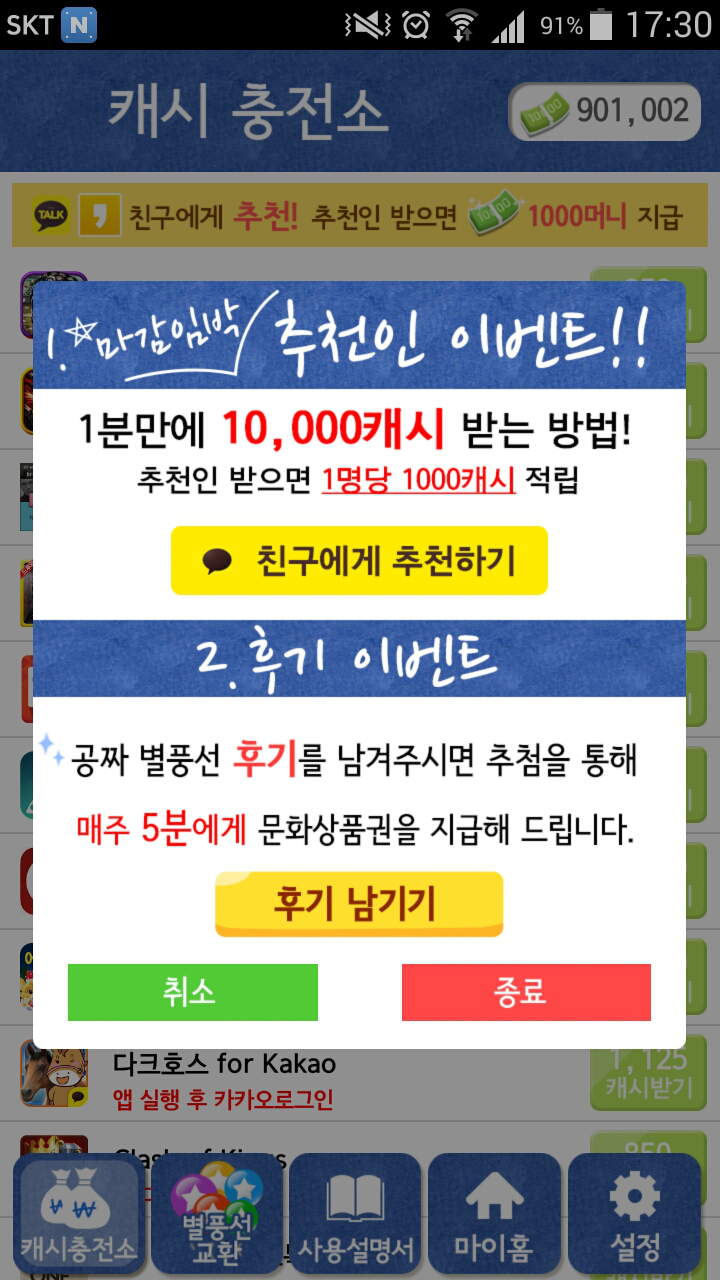 SKT N 91% 17:30
캐시 충전소 901,002
TALK 친구에게 추천! 추천인 받으면 1000머니 지급
1.☆마감임박 추천인 이벤트!!
1분만에 10,000캐시 받는 방법!
추천인 받으면 1명당 1000캐시 적립
친구에게 추천하기
2. 후기 이벤트
공짜 별풍선 후기를 남겨주시면 추첨을 통해
매주 5분에게 문화상품권을 지급해 드립니다.
후기 남기기
취소 종료
다크호스 for Kakao
앱 실행 후 카카오로그인
1,125
캐시받기
Clash of Kings
850
캐시충전소
별풍선
교환
사용설명서
마이홈
설정